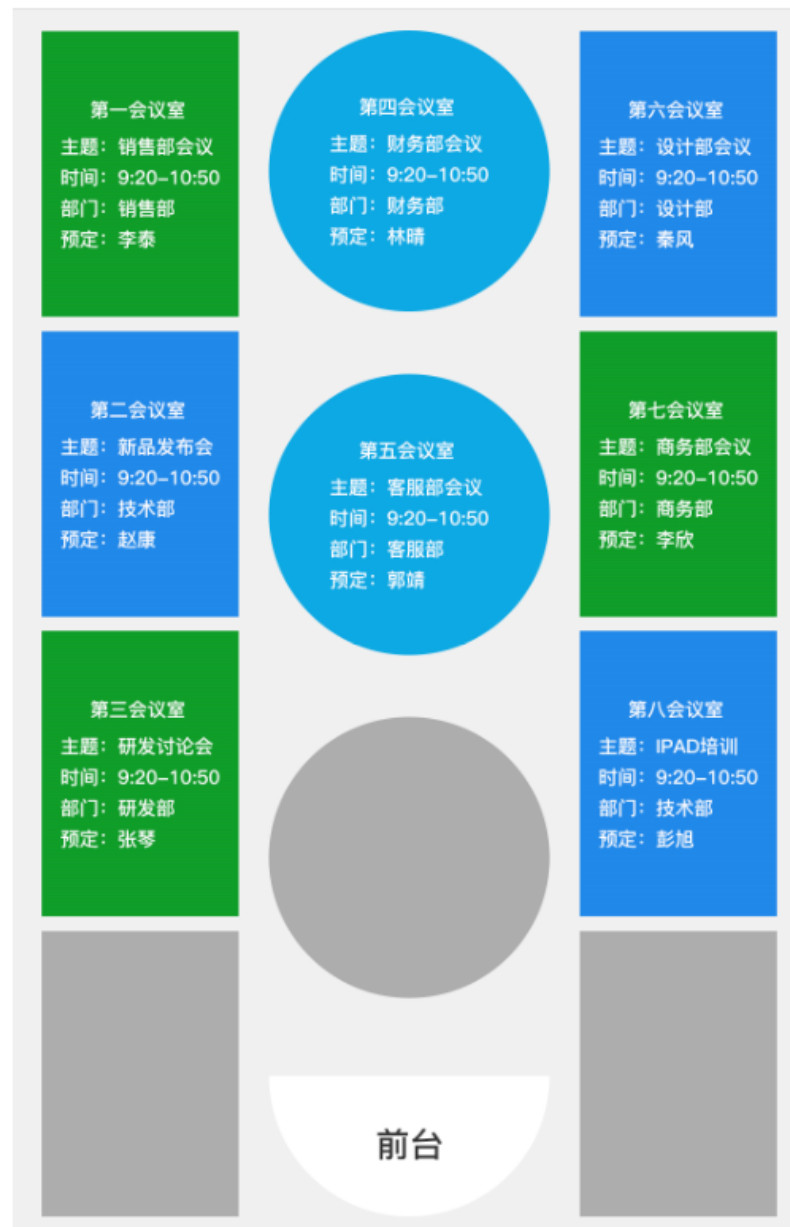 第一会议室
主题：销售部会议
时间：9:20-10:50
部门：销售部
预定：李泰
第二会议室
主题：新品发布会
时间：9:20-10:50
部门：技术部
预定：赵康
第三会议室
主题：研发讨论会
时间：9:20-10:50
部门：研发部
预定：张琴
第四会议室
主题：财务部会议
时间：9:20-10:50
部门：财务部
预定：林晴
第五会议室
主题：客服部会议
时间：9:20-10:50
部门：客服部
预定：郭靖
前台
第六会议室
主题：设计部会议
时间：9:20-10:50
部门：设计部
预定：秦风
第七会议室
主题：商务部会议
时间：9:20-10:50
部门：商务部
预定：李欣
第八会议室
主题：IPAD培训
时间：9:20-10:50
部门：技术部
预定：彭旭